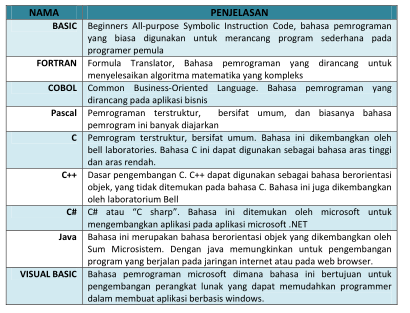 NAMA PENJELASAN
BASIC Beginners All-purpose Symbolic Instruction Code, bahasa pemrograman
yang biasa digunakan untuk merancang program sederhana pada
programer pemula
FORTRAN Formula Translator, Bahasa pemrograman yang dirancang untuk
menyelesaikan algoritma matematika yang kompleks
COBOL Common Business-Oriented Language. Bahasa pemrograman yang
dirancang pada aplikasi bisnis
Pascal Pemrograman terstruktur, bersifat umum, dan biasanya bahasa
pemrogram ini banyak diajarkan
C Pemrogram terstruktur, bersifat umum. Bahasa ini dikembangkan oleh
bell laboratories. Bahasa C ini dapat digunakan sebagai bahasa aras tinggi
dan aras rendah.
C++ Dasar pengembangan C. C++ dapat digunakan sebagai bahasa berorientasi
objek, yang tidak ditemukan pada bahasa C. Bahasa ini juga dikembangkan
oleh laboratorium Bell
C# C# atau “C sharp”. Bahasa ini ditemukan oleh microsoft untuk
mengembangkan aplikasi pada aplikasi microsoft .NET
Java Bahasa ini merupakan bahasa berorientasi objek yang dikembangkan oleh
Sum Microsistem. Dengan java memungkinkan untuk pengembangan
program yang berjalan pada jaringan internet atau pada web browser.
VISUAL BASIC Bahasa pemrograman microsoft dimana bahasa ini bertujuan untuk
pengembangan perangkat lunak yang dapat memudahkan programmer
dalam membuat aplikasi berbasis windows.